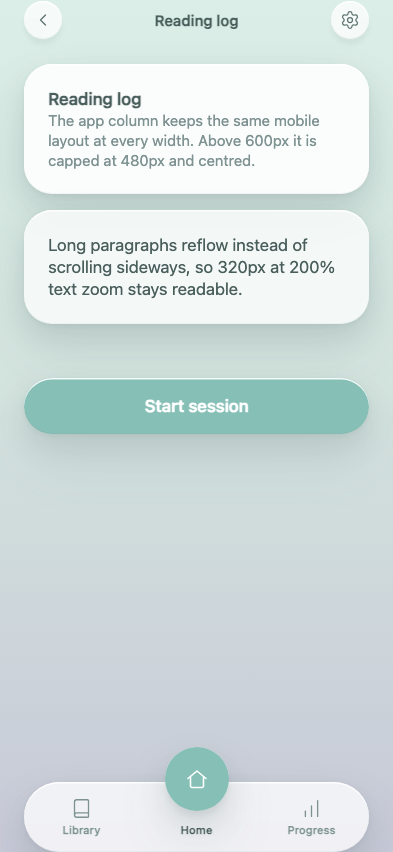 Reading log
Reading log
The app column keeps the same mobile
layout at every width. Above 600px it is
capped at 480px and centred.
Long paragraphs reflow instead of
scrolling sideways, so 320px at 200%
text zoom stays readable.
Start session
Library
Home
Progress